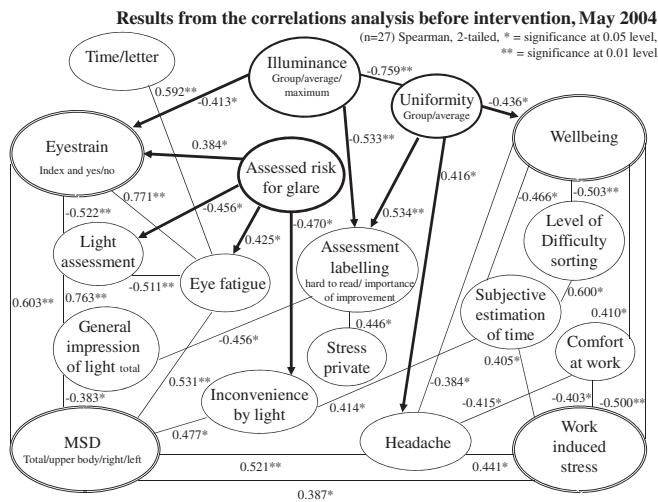 Results from the correlations analysis before intervention, May 2004
(n=27) Spearman, 2-tailed, * = significance at 0.05 level,
** = significance at 0.01 level
Time/letter
Illuminance
Group/average/
maximum
-0.759**
Uniformity
Group/average
0.592**
-0.413*
-0.436*
Eyestrain
Index and yes/no
0.384*
-0.533**
Wellbeing
Assessed risk
for glare
0.416*
0.771**
-0.456*
-0.470*
0.534**
-0.466*
-0.503**
-0.522**
Light
assessment
0.425*
Assessment
labelling
hard to read/ importance
of improvement
Level of
Difficulty
sorting
-0.511**
Eye fatigue
0.603**
0.763**
0.600*
Subjective
estimation
of time
0.410*
General
impression
of light total
-0.456*
0.446*
Stress
private
Comfort
at work
0.405*
-0.383*
0.531**
Inconvenience
by light
0.414*
-0.384*
-0.415*
-0.403*
-0.500**
MSD
Total/upper body/right/left
0.477*
Headache
Work
induced
stress
0.521**
0.441*
0.387*